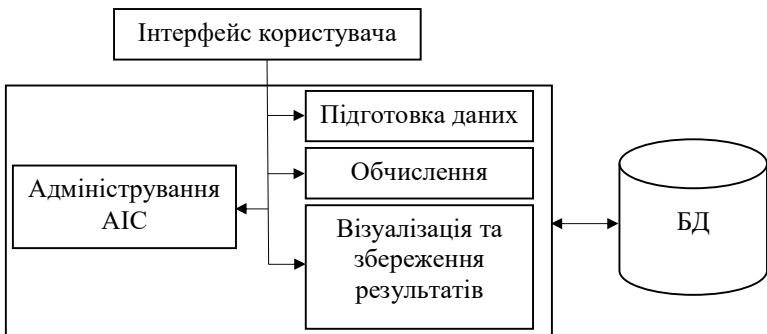 Інтерфейс користувача
Підготовка даних
Обчислення
Адміністрування
АІС
Візуалізація та
збереження
результатів
БД